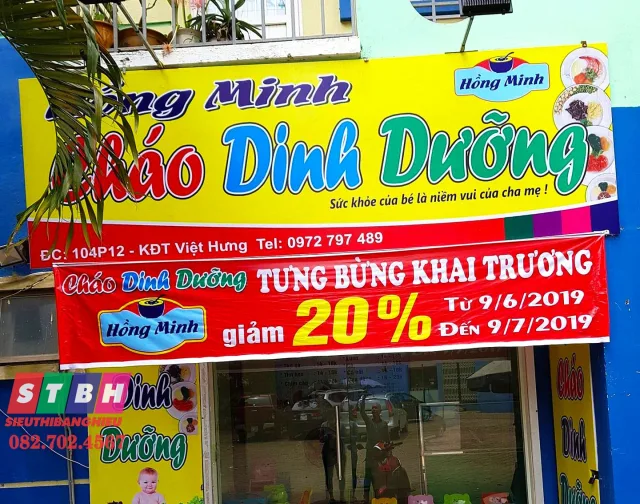 Hồng Minh
Hồng Minh
Cháo Dinh Dưỡng
Sức khỏe của bé là niềm vui của cha mẹ !
ĐC: 104P12 - KĐT Việt Hưng Tel: 0972 797 489
Cháo Dinh Dưỡng TƯNG BỪNG KHAI TRƯƠNG
Hồng Minh
giảm 20% Từ 9/6/2019
Đến 9/7/2019
STBH
SIEUTHIBANGHIEU
082.702.4567
Dinh
Dưỡng
Cháo
Dinh
Dưỡng